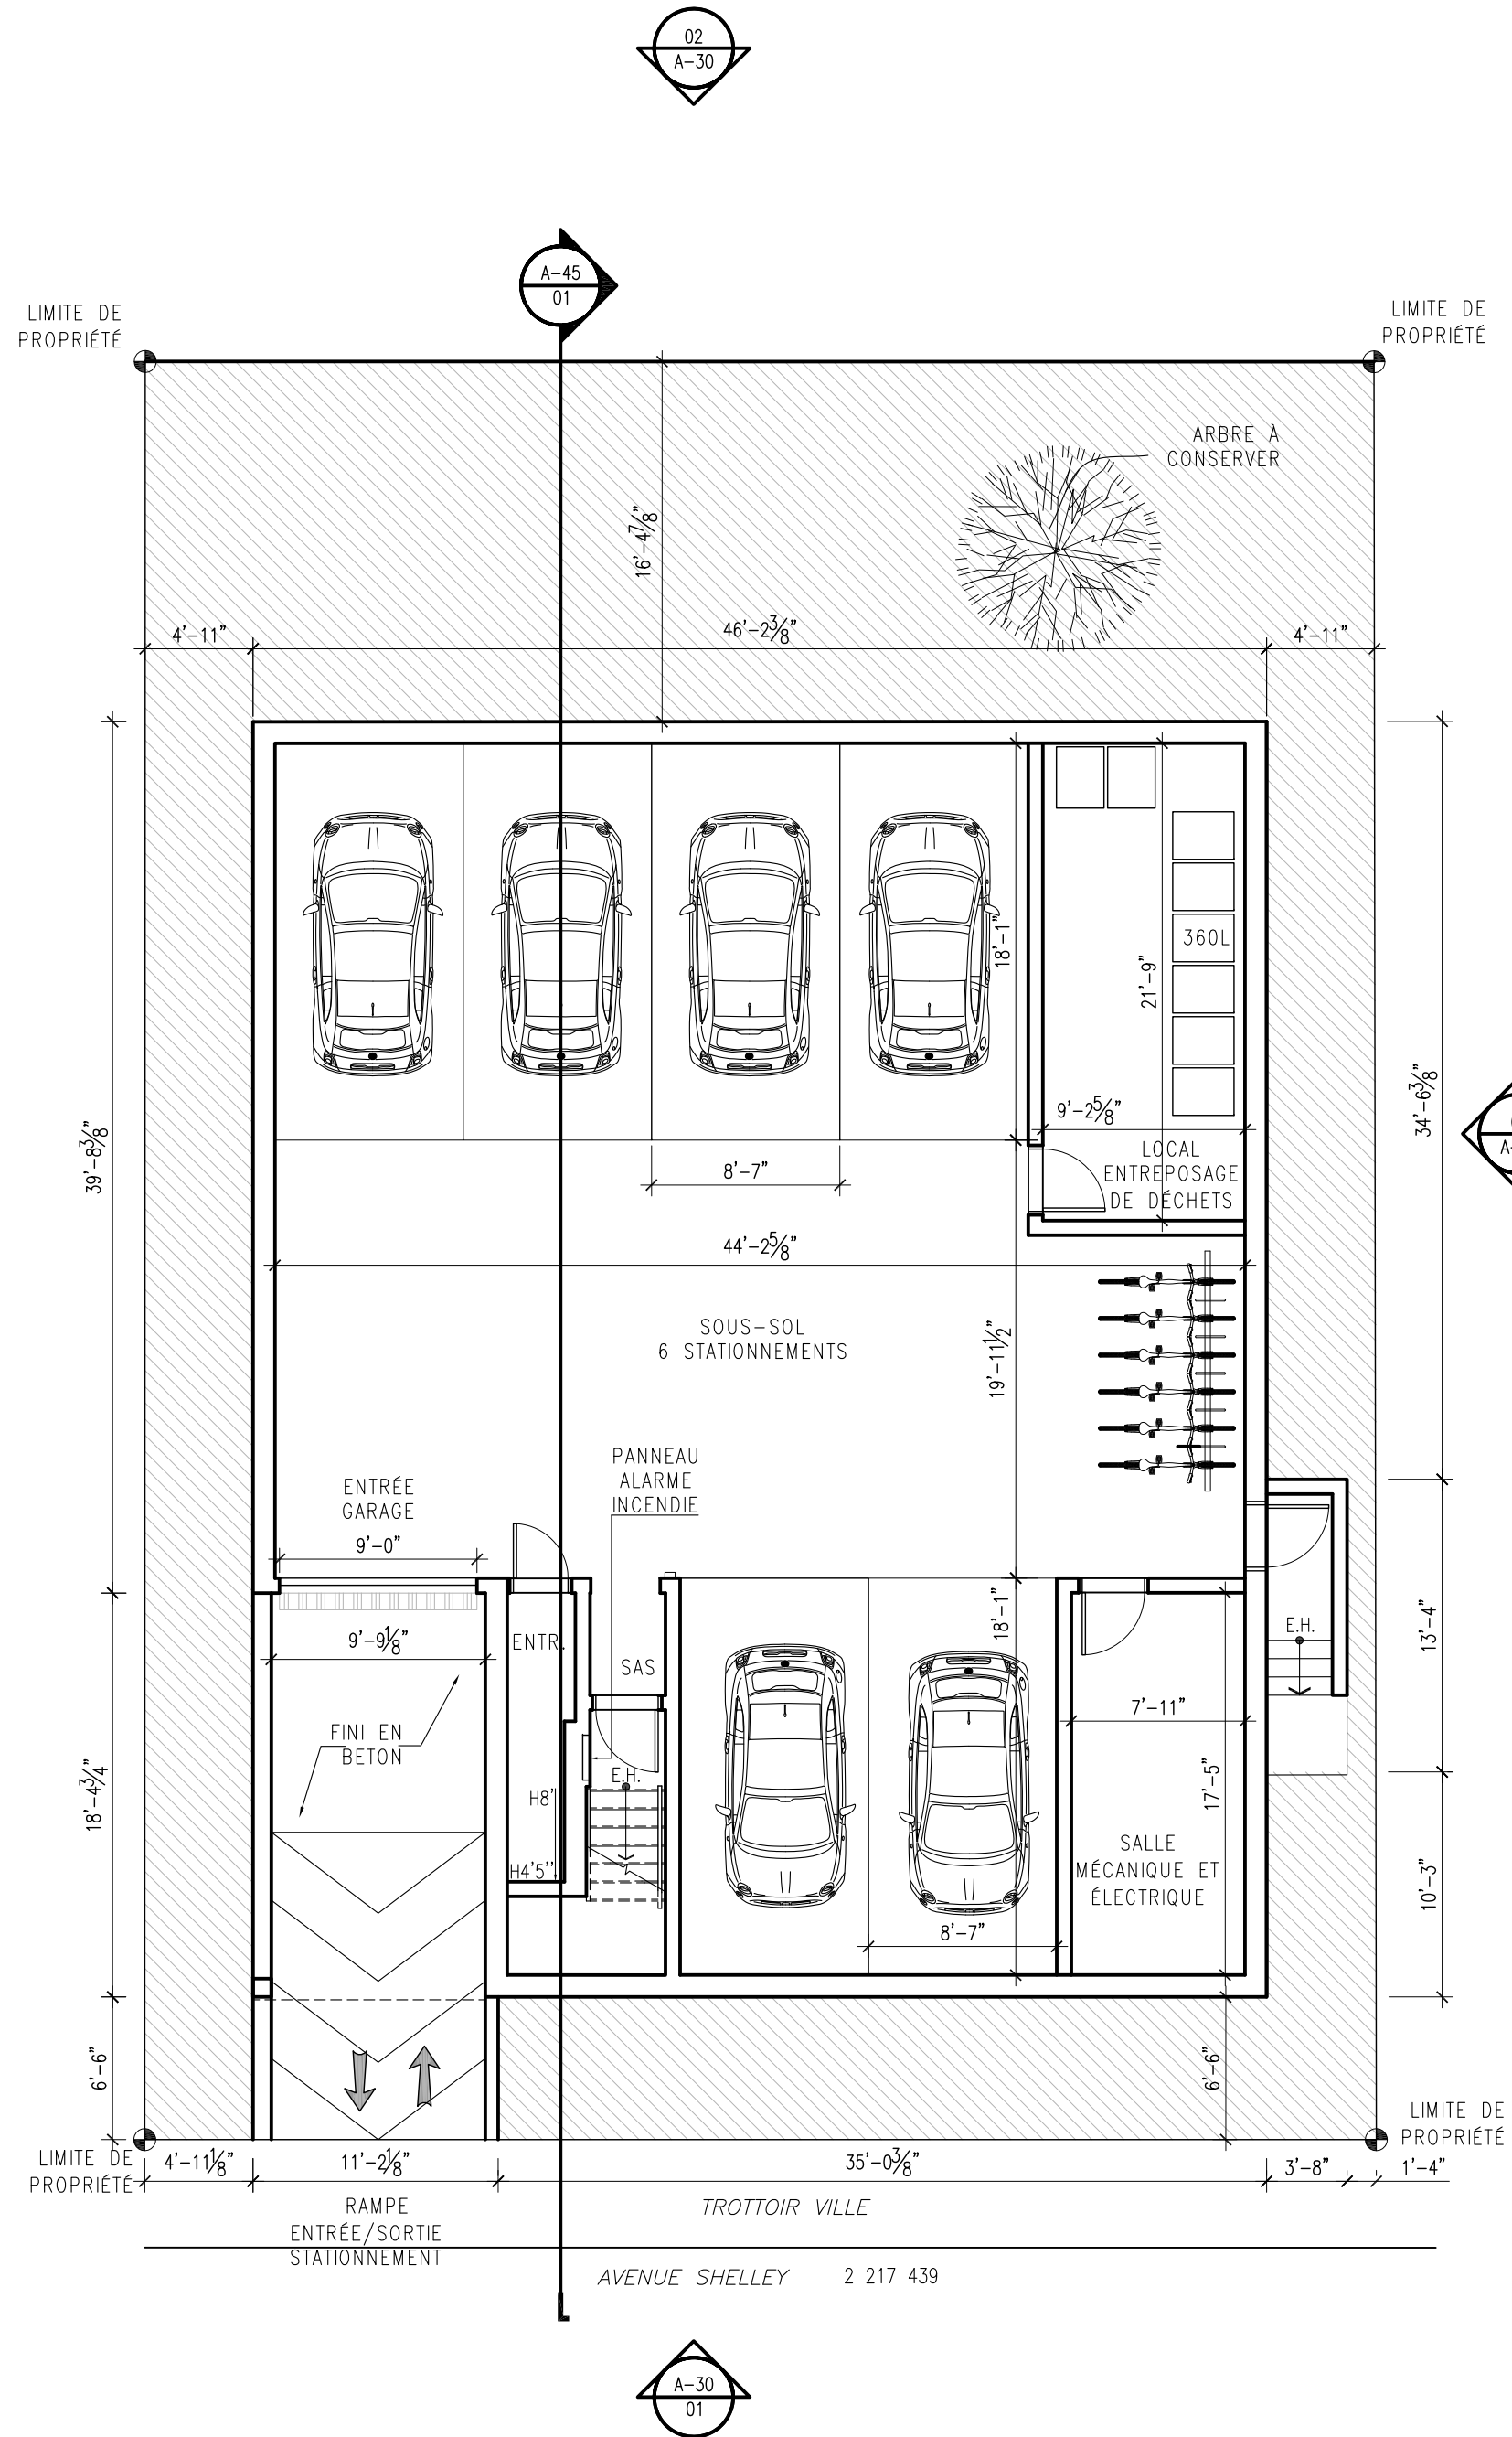 02
A-30
A-45
01
LIMITE DE
PROPRIÉTÉ
LIMITE DE
PROPRIÉTÉ
ARBRE À
CONSERVER
16'-4⅞"
4'-11"
46'-2⅜"
4'-11"
18'-1"
360L
21'-9"
39'-8⅜"
34'-6⅜"
9'-2⅝"
LOCAL
ENTREPOSAGE
DE DÉCHETS
8'-7"
44'-2⅝"
SOUS-SOL
6 STATIONNEMENTS
19'-11½"
PANNEAU
ALARME
INCENDIE
ENTRÉE
GARAGE
9'-0"
9'-9⅛"
ENTR.
SAS
18'-1"
E.H.
13'-4"
7'-11"
FINI EN
BETON
18'-4¾"
E.H.
H8'
H4'5''
17'-5"
SALLE
MÉCANIQUE ET
ÉLECTRIQUE
10'-3"
8'-7"
6'-6"
6'-6"
LIMITE DE
PROPRIÉTÉ
LIMITE DE
PROPRIÉTÉ
4'-11⅛"
11'-2⅛"
35'-0⅜"
3'-8"
1'-4"
RAMPE
ENTRÉE/SORTIE
STATIONNEMENT
TROTTOIR VILLE
AVENUE SHELLEY 2 217 439
A-30
01